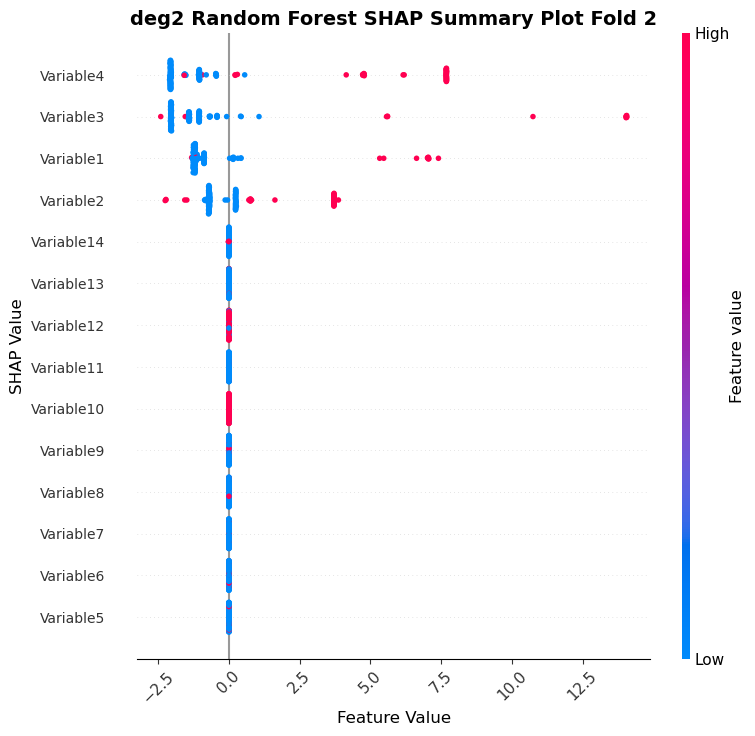 deg2 Random Forest SHAP Summary Plot Fold 2
High
Variable4
Variable3
Variable1
Variable2
Variable14
Variable13
Variable12
Variable11
Variable10
Variable9
Variable8
Variable7
Variable6
Variable5
SHAP Value
Feature value
Low
−2.5
0.0
2.5
5.0
7.5
10.0
12.5
Feature Value